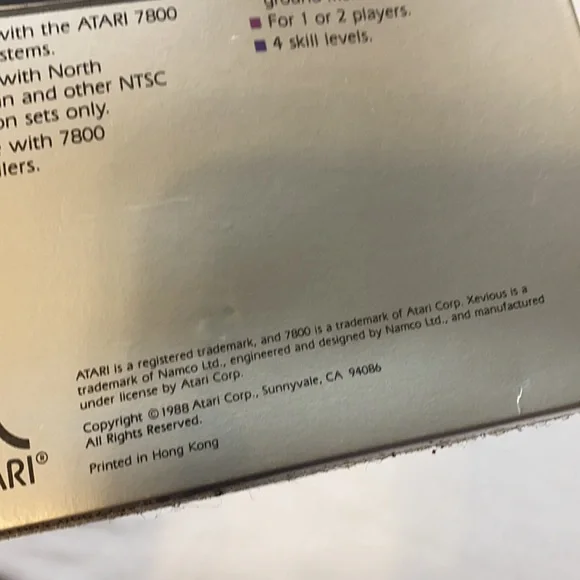 with the ATARI 7800
stems.
with North
n and other NTSC
on sets only.
with 7800
lers.
For 1 or 2 players.
4 skill levels.
ATARI is a registered trademark, and 7800 is a trademark of Atari Corp. Xevious is a
trademark of Namco Ltd., engineered and designed by Namco Ltd., and manufactured
under license by Atari Corp.
Copyright ©1988 Atari Corp., Sunnyvale, CA 94086
All Rights Reserved.
Printed in Hong Kong
ARI®